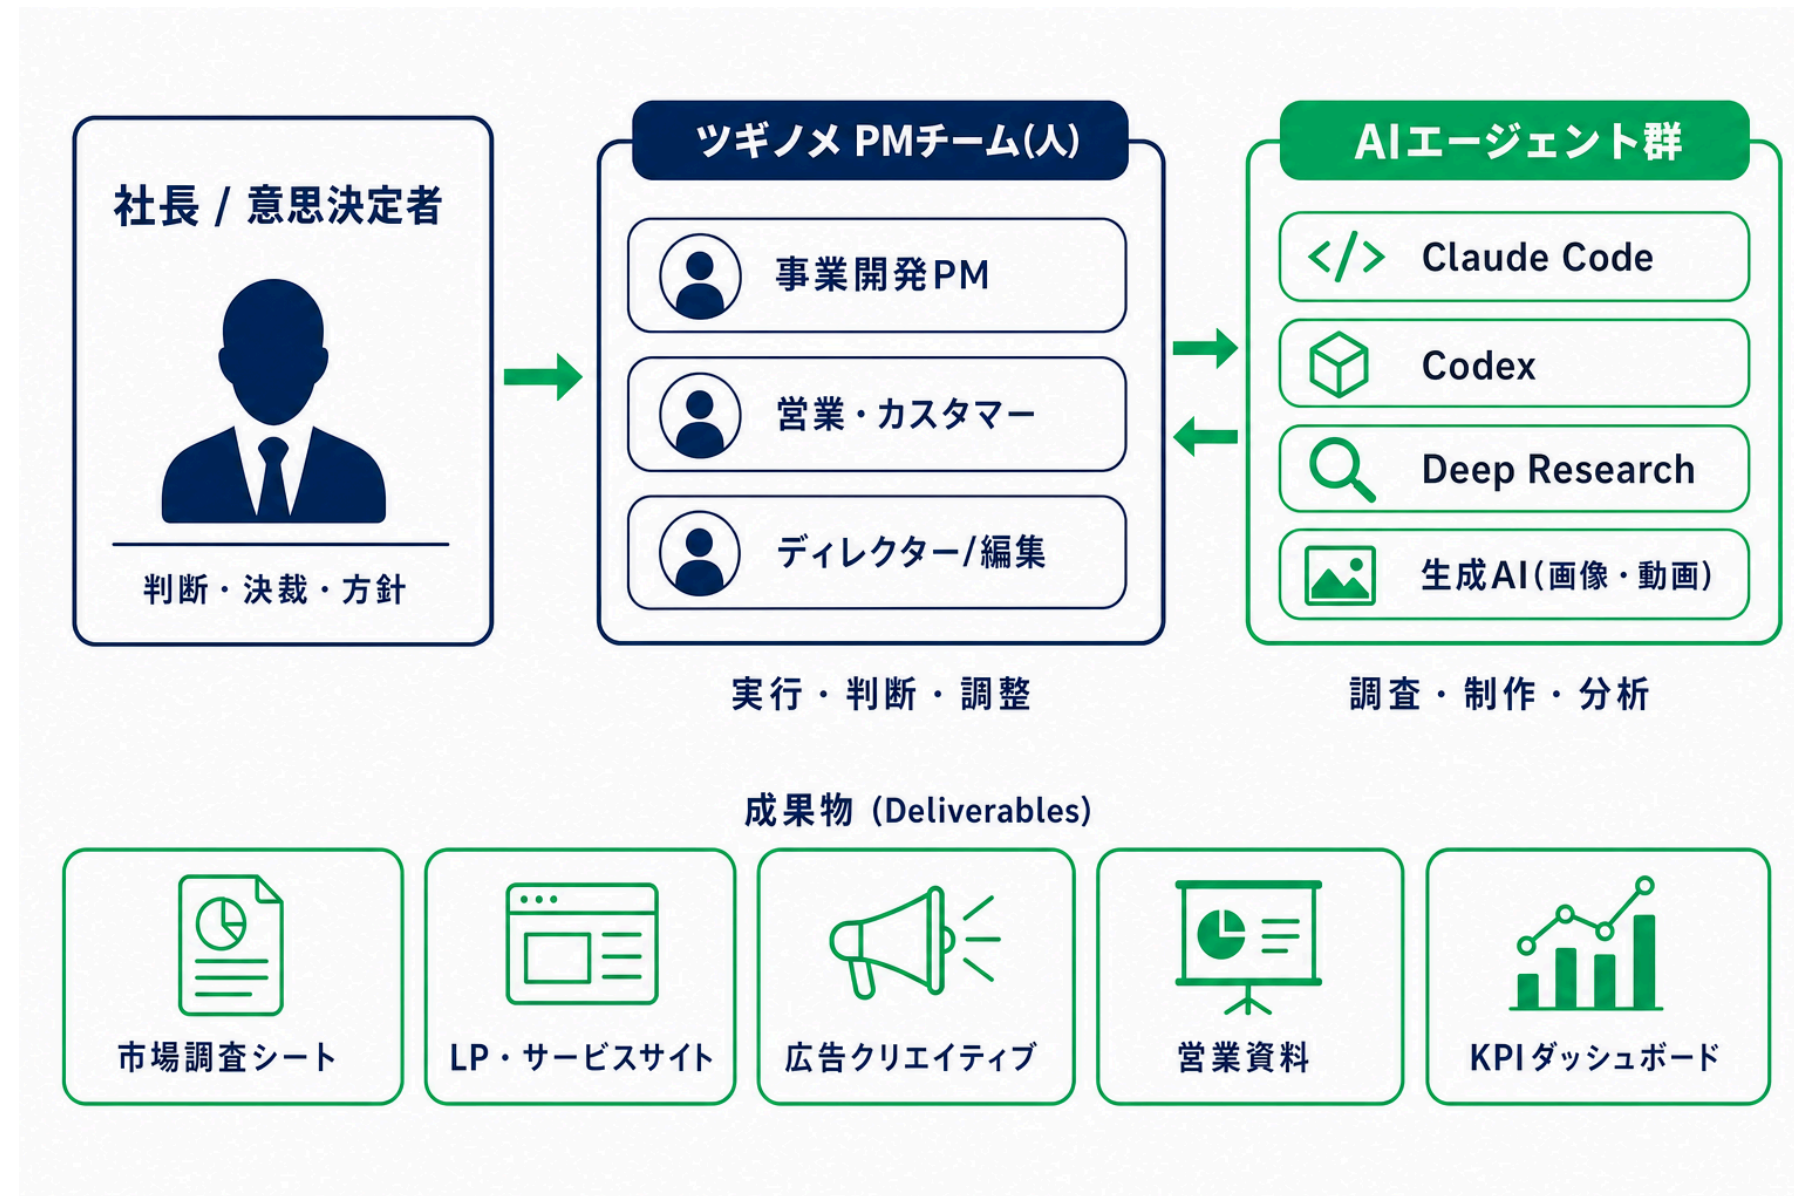 社長 / 意思決定者
判断・決裁・方針
ツギノメ PMチーム(人)
事業開発PM
営業・カスタマー
ディレクター/編集
実行・判断・調整
AIエージェント群
Claude Code
Codex
Deep Research
生成AI(画像・動画)
調査・制作・分析
成果物 (Deliverables)
市場調査シート
LP・サービスサイト
広告クリエイティブ
営業資料
KPIダッシュボード